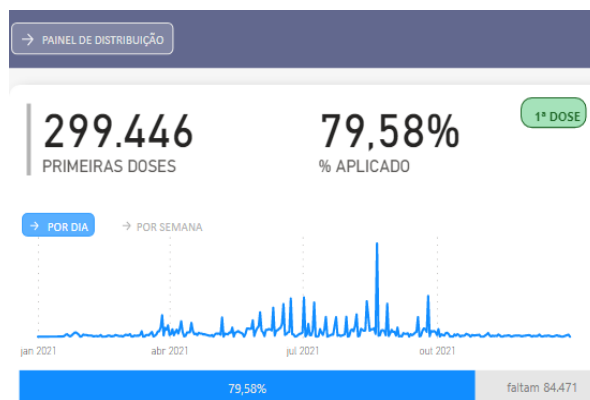 PAINEL DE DISTRIBUIÇÃO
299.446
PRIMEIRAS DOSES
79,58%
% APLICADO
1ª DOSE
POR DIA
POR SEMANA
jan 2021
abr 2021
jul 2021
out 2021
79,58%
faltam 84.471